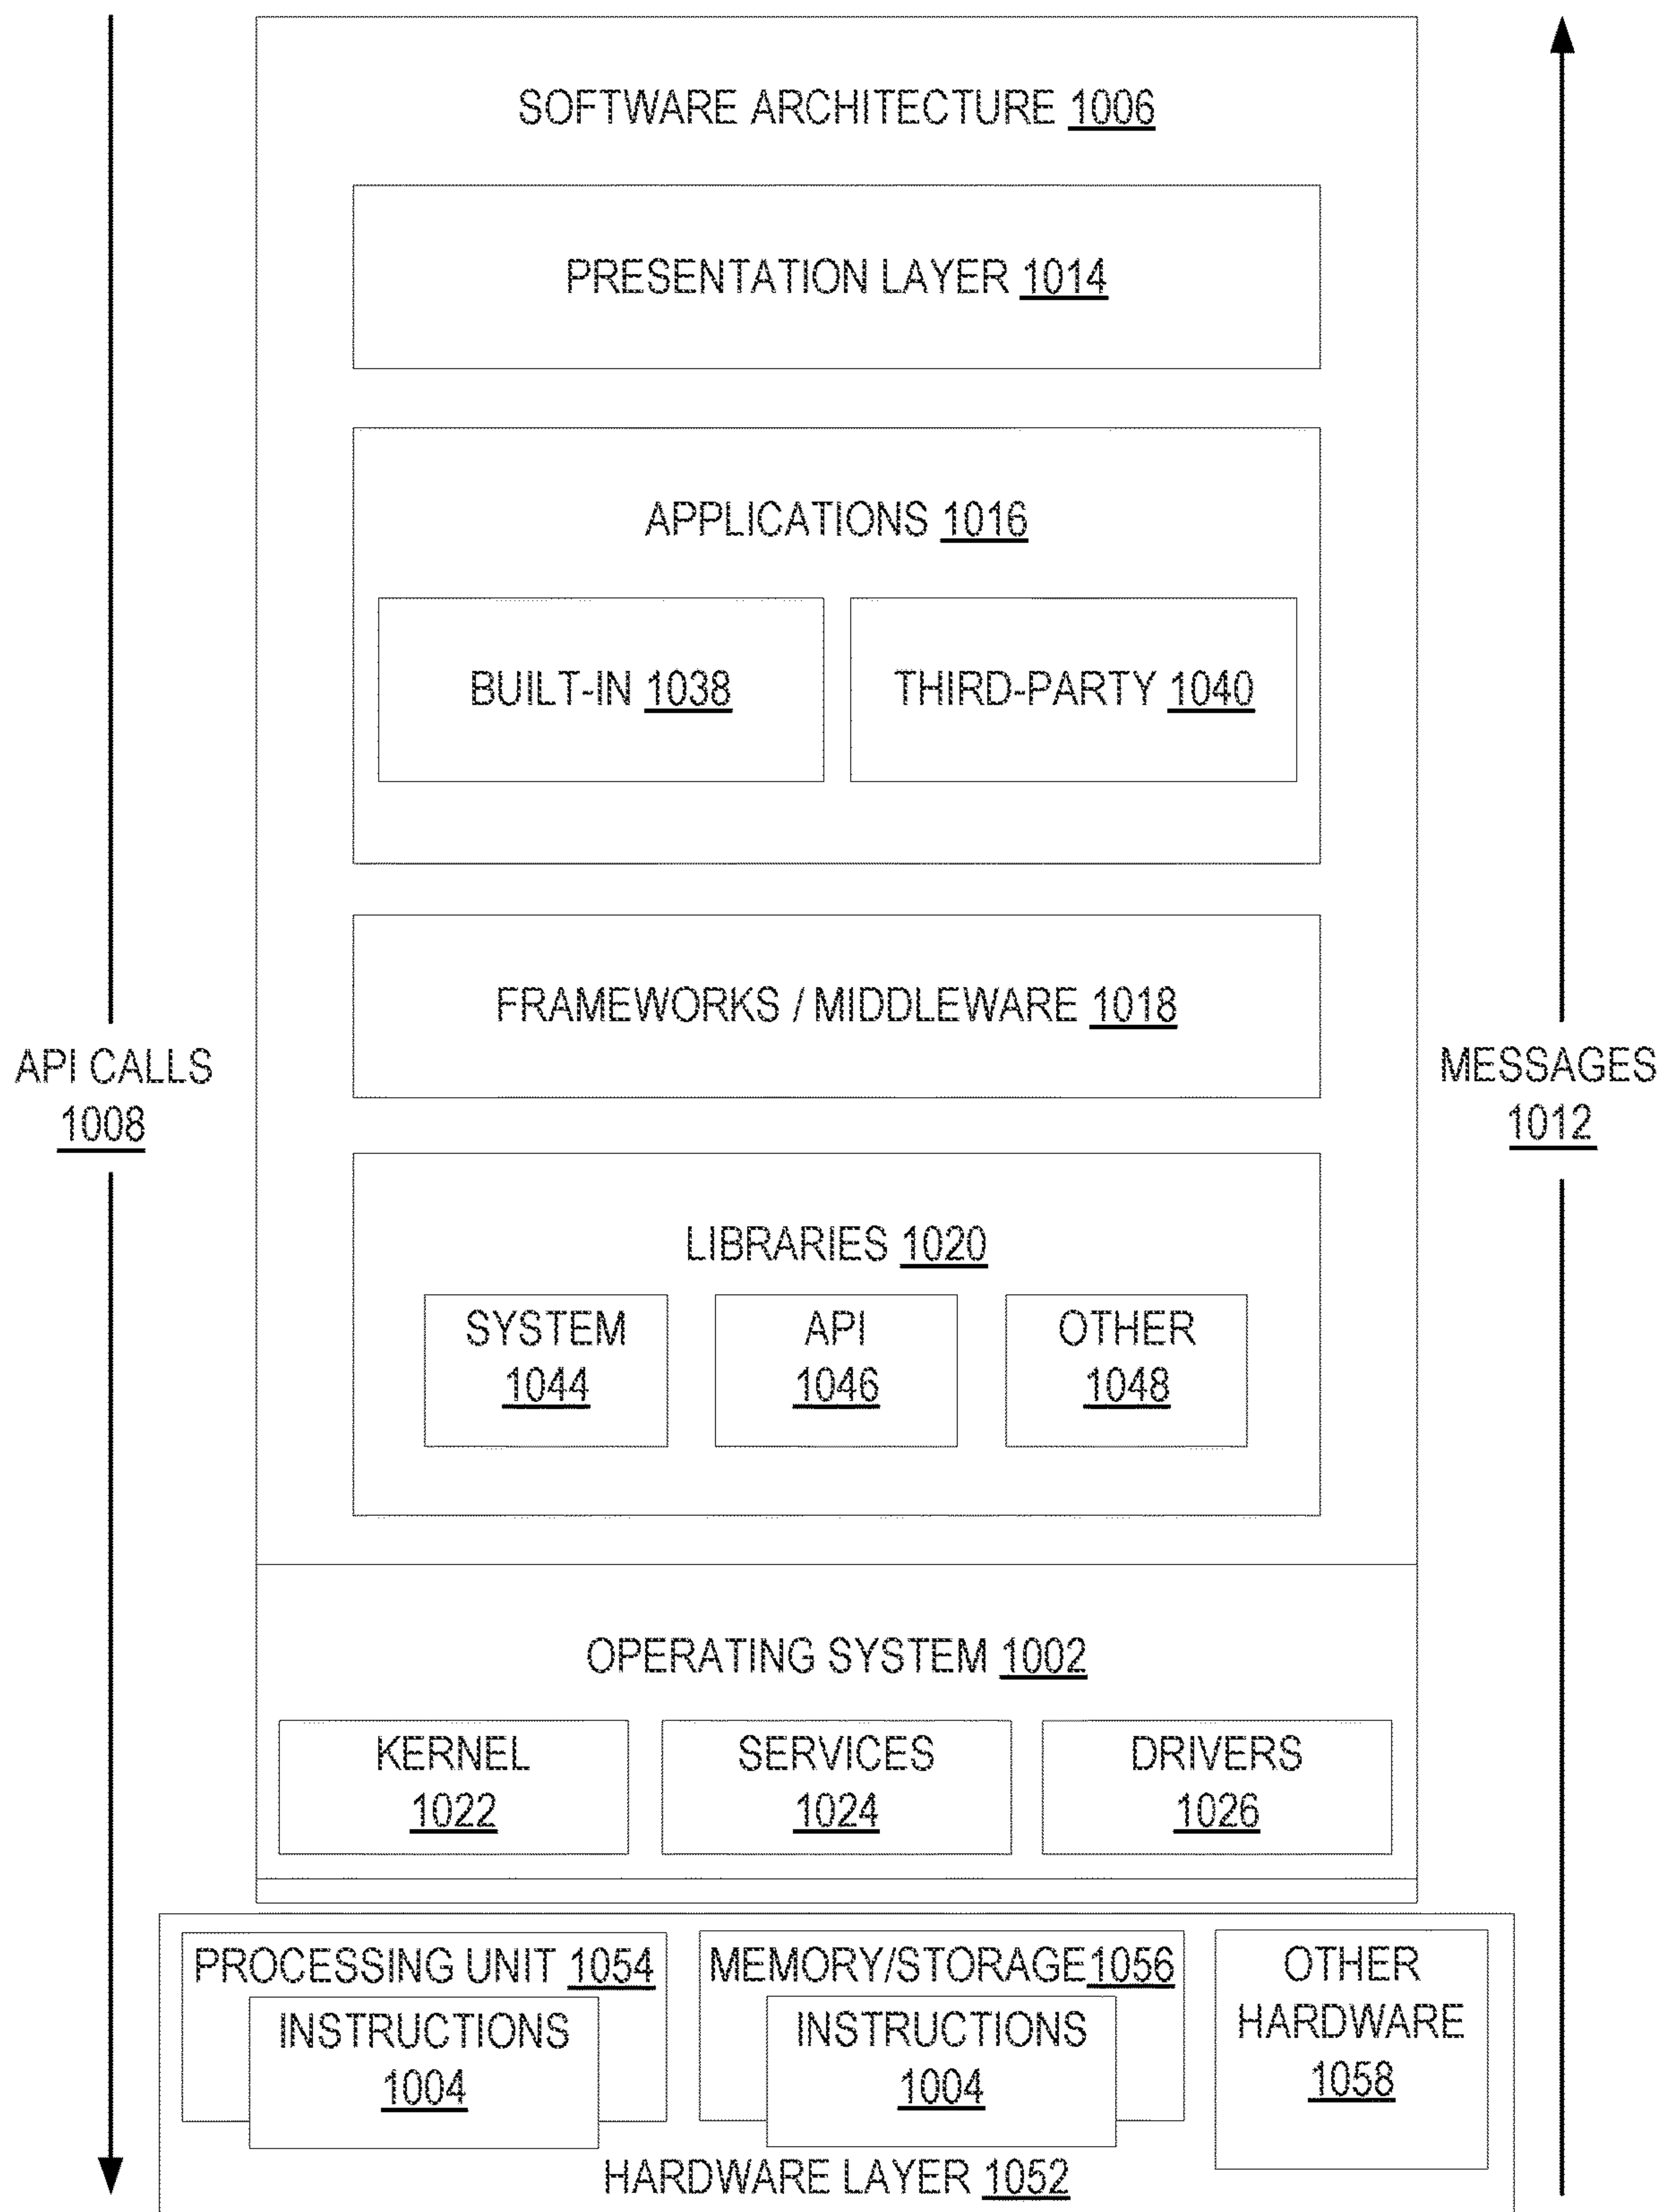 SOFTWARE ARCHITECTURE 1006
PRESENTATION LAYER 1014
APPLICATIONS 1016
BUILT-IN 1038
THIRD-PARTY 1040
FRAMEWORKS / MIDDLEWARE 1018
API CALLS
1008
MESSAGES
1012
LIBRARIES 1020
SYSTEM
1044
API
1046
OTHER
1048
OPERATING SYSTEM 1002
KERNEL
1022
SERVICES
1024
DRIVERS
1026
PROCESSING UNIT 1054
INSTRUCTIONS
1004
MEMORY/STORAGE1056
INSTRUCTIONS
1004
OTHER
HARDWARE
1058
HARDWARE LAYER 1052